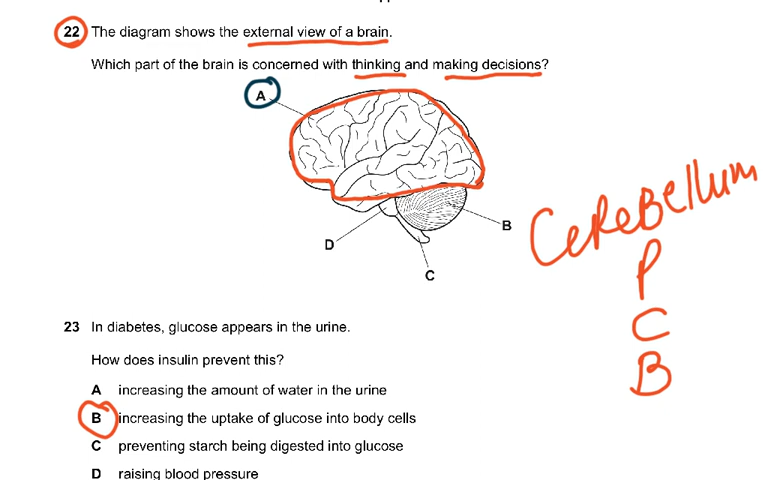 22 The diagram shows the external view of a brain.
Which part of the brain is concerned with thinking and making decisions?
A
B
D
C
CeReBellum
P
C
B
23 In diabetes, glucose appears in the urine.
How does insulin prevent this?
A increasing the amount of water in the urine
B increasing the uptake of glucose into body cells
C preventing starch being digested into glucose
D raising blood pressure